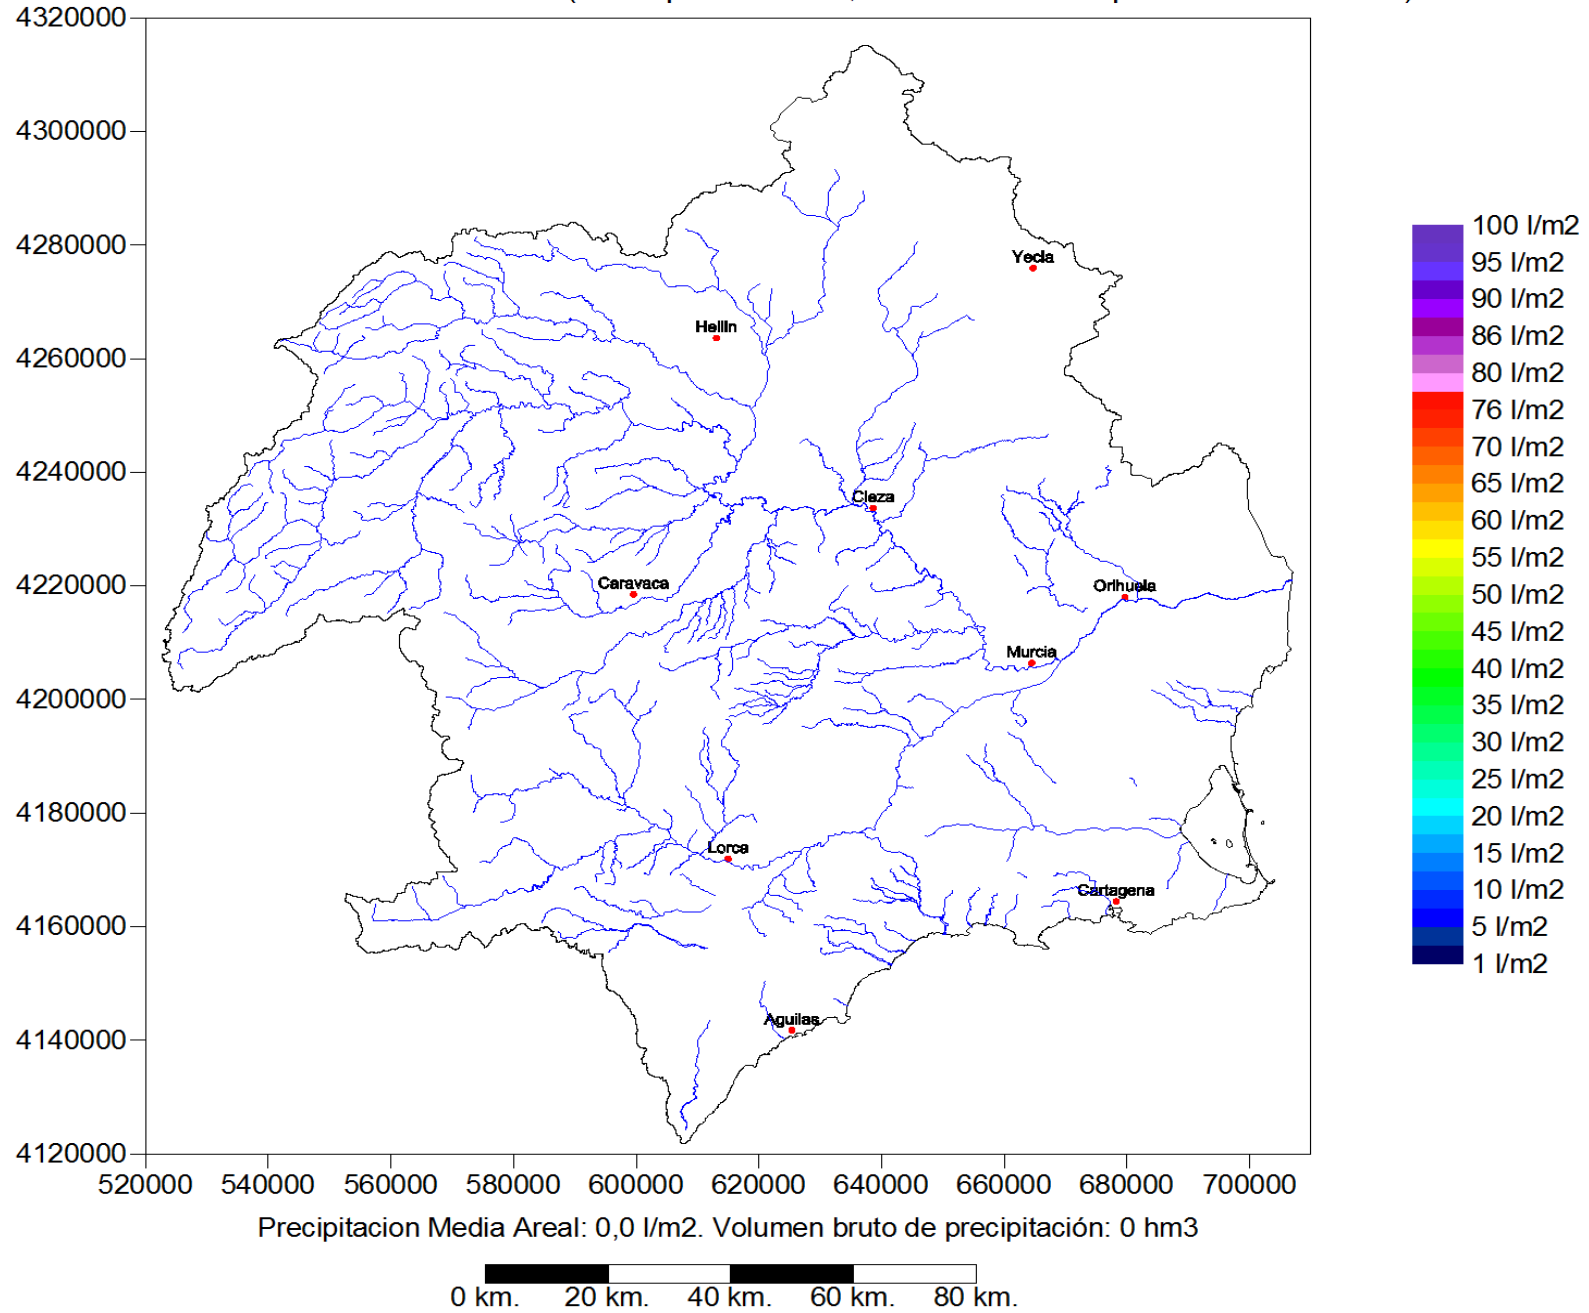 4320000
4300000
4280000
4260000
4240000
4220000
4200000
4180000
4160000
4140000
4120000
520000 540000 560000 580000 600000 620000 640000 660000 680000 700000
Yecla
Hellin
Cieza
Caravaca
Orihuela
Murcia
Lorca
Cartagena
Aguilas
100 l/m2
95 l/m2
90 l/m2
86 l/m2
80 l/m2
76 l/m2
70 l/m2
65 l/m2
60 l/m2
55 l/m2
50 l/m2
45 l/m2
40 l/m2
35 l/m2
30 l/m2
25 l/m2
20 l/m2
15 l/m2
10 l/m2
5 l/m2
1 l/m2
Precipitacion Media Areal: 0,0 l/m2. Volumen bruto de precipitación: 0 hm3
0 km. 20 km. 40 km. 60 km. 80 km.